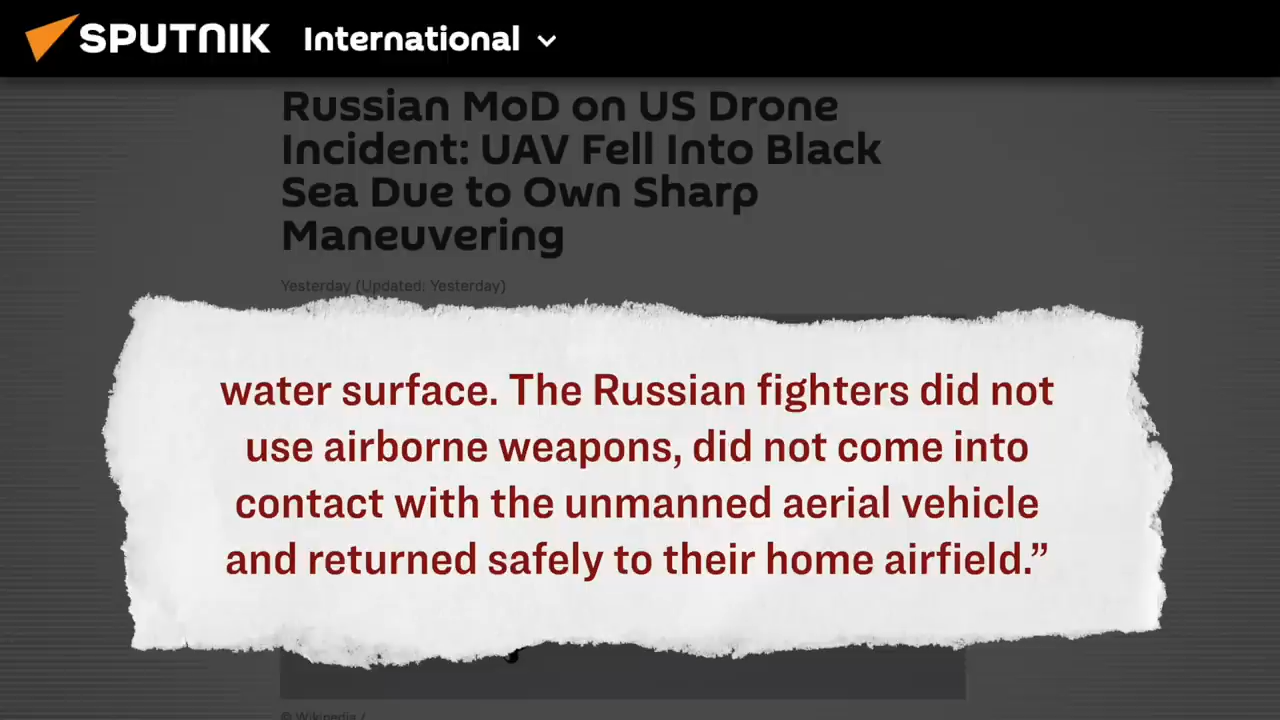 SPUTNIK International
Russian MoD on US Drone
Incident: UAV Fell Into Black
Sea Due to Own Sharp
Maneuvering
Yesterday (Updated: Yesterday)
water surface. The Russian fighters did not
use airborne weapons, did not come into
contact with the unmanned aerial vehicle
and returned safely to their home airfield.”
© Wikipedia /